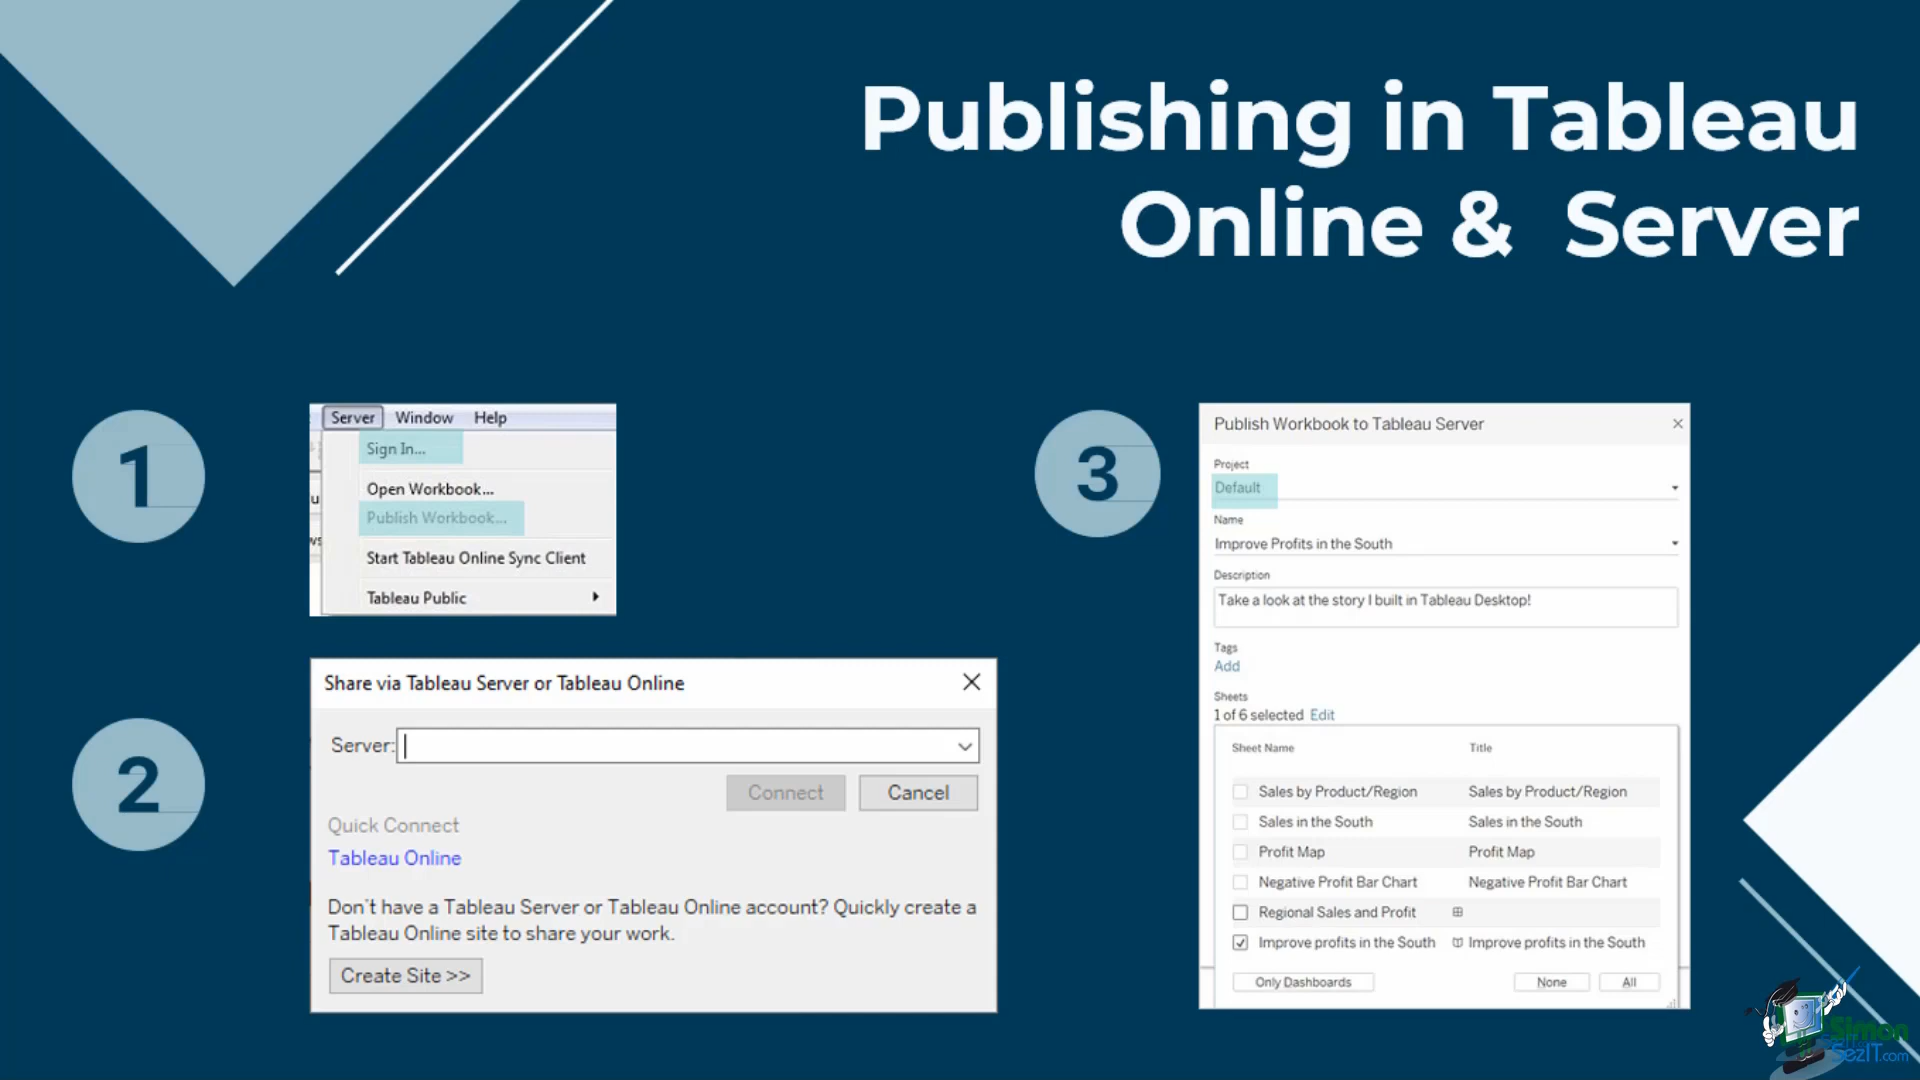 Publishing in Tableau
Online & Server
1
Server Window Help
Sign In...
Open Workbook...
Publish Workbook...
Start Tableau Online Sync Client
Tableau Public
2
Share via Tableau Server or Tableau Online
Server:
Connect Cancel
Quick Connect
Tableau Online
Don't have a Tableau Server or Tableau Online account? Quickly create a
Tableau Online site to share your work.
Create Site >>
3
Publish Workbook to Tableau Server
Project
Default
Name
Improve Profits in the South
Description
Take a look at the story I built in Tableau Desktop!
Tags
Add
Sheets
1 of 6 selected Edit
Sheet Name Title
Sales by Product/Region Sales by Product/Region
Sales in the South Sales in the South
Profit Map Profit Map
Negative Profit Bar Chart Negative Profit Bar Chart
Regional Sales and Profit
Improve profits in the South Improve profits in the South
Only Dashboards None All
Simon
SezIT.com